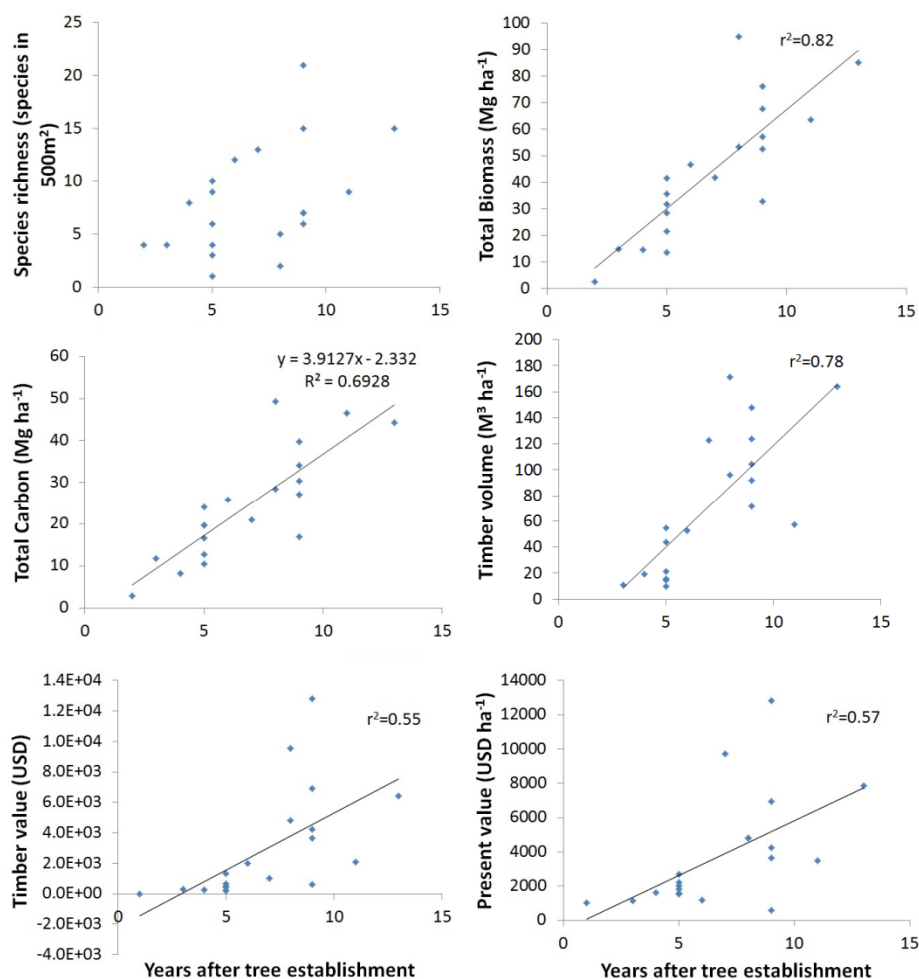 Species richness (species in
500m²)
25
20
15
10
5
0
0
5
10
15
Total Biomass (Mg ha⁻¹)
100
90
80
70
60
50
40
30
20
10
0
r²=0.82
0
5
10
15
Total Carbon (Mg ha⁻¹)
60
50
40
30
20
10
0
y = 3.9127x - 2.332
R² = 0.6928
0
5
10
15
Timber volume (M³ ha⁻¹)
200
180
160
140
120
100
80
60
40
20
0
r²=0.78
0
5
10
15
Timber value (USD)
1.4E+04
1.2E+04
1.0E+04
8.0E+03
6.0E+03
4.0E+03
2.0E+03
0.0E+00
-2.0E+03
-4.0E+03
r²=0.55
0
5
10
15
Years after tree establishment
Present value (USD ha⁻¹)
14000
12000
10000
8000
6000
4000
2000
0
r²=0.57
0
5
10
15
Years after tree establishment